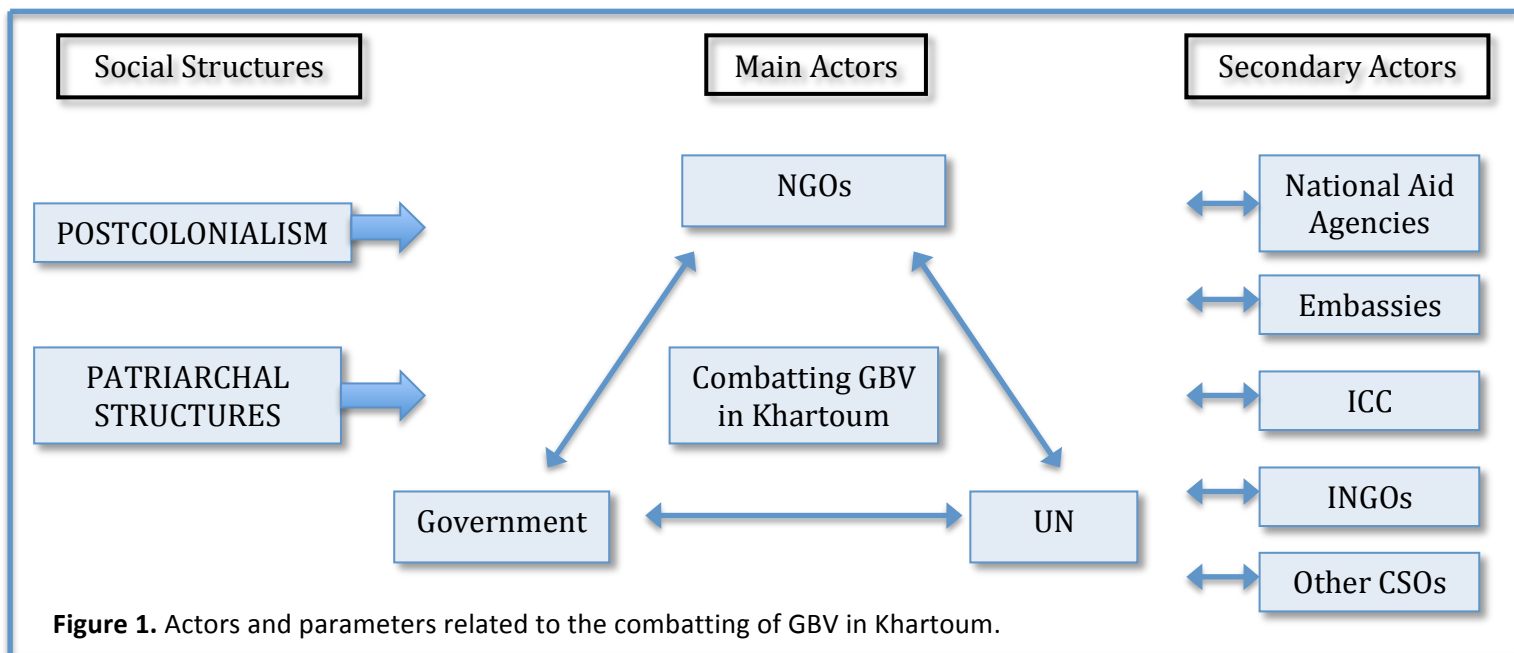 Social Structures
Main Actors
Secondary Actors
POSTCOLONIALISM
PATRIARCHAL
STRUCTURES
NGOs
Combatting GBV
in Khartoum
Government
UN
National Aid
Agencies
Embassies
ICC
INGOs
Other CSOs
Figure 1. Actors and parameters related to the combatting of GBV in Khartoum.